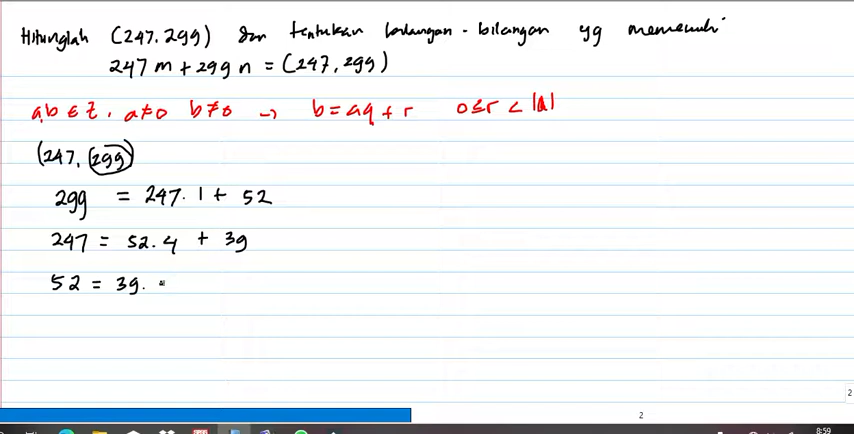 Hitunglah (247, 299) dan tentukan bilangan-bilangan yg memenuhi
247 m + 299 n = (247, 299)
a, b ∈ Z, a ≠ 0 b ≠ 0 → b = aq + r 0 ≤ r < |a|
(247, 299)
299 = 247. 1 + 52
247 = 52. 4 + 39
52 = 39.
2
2
8:59